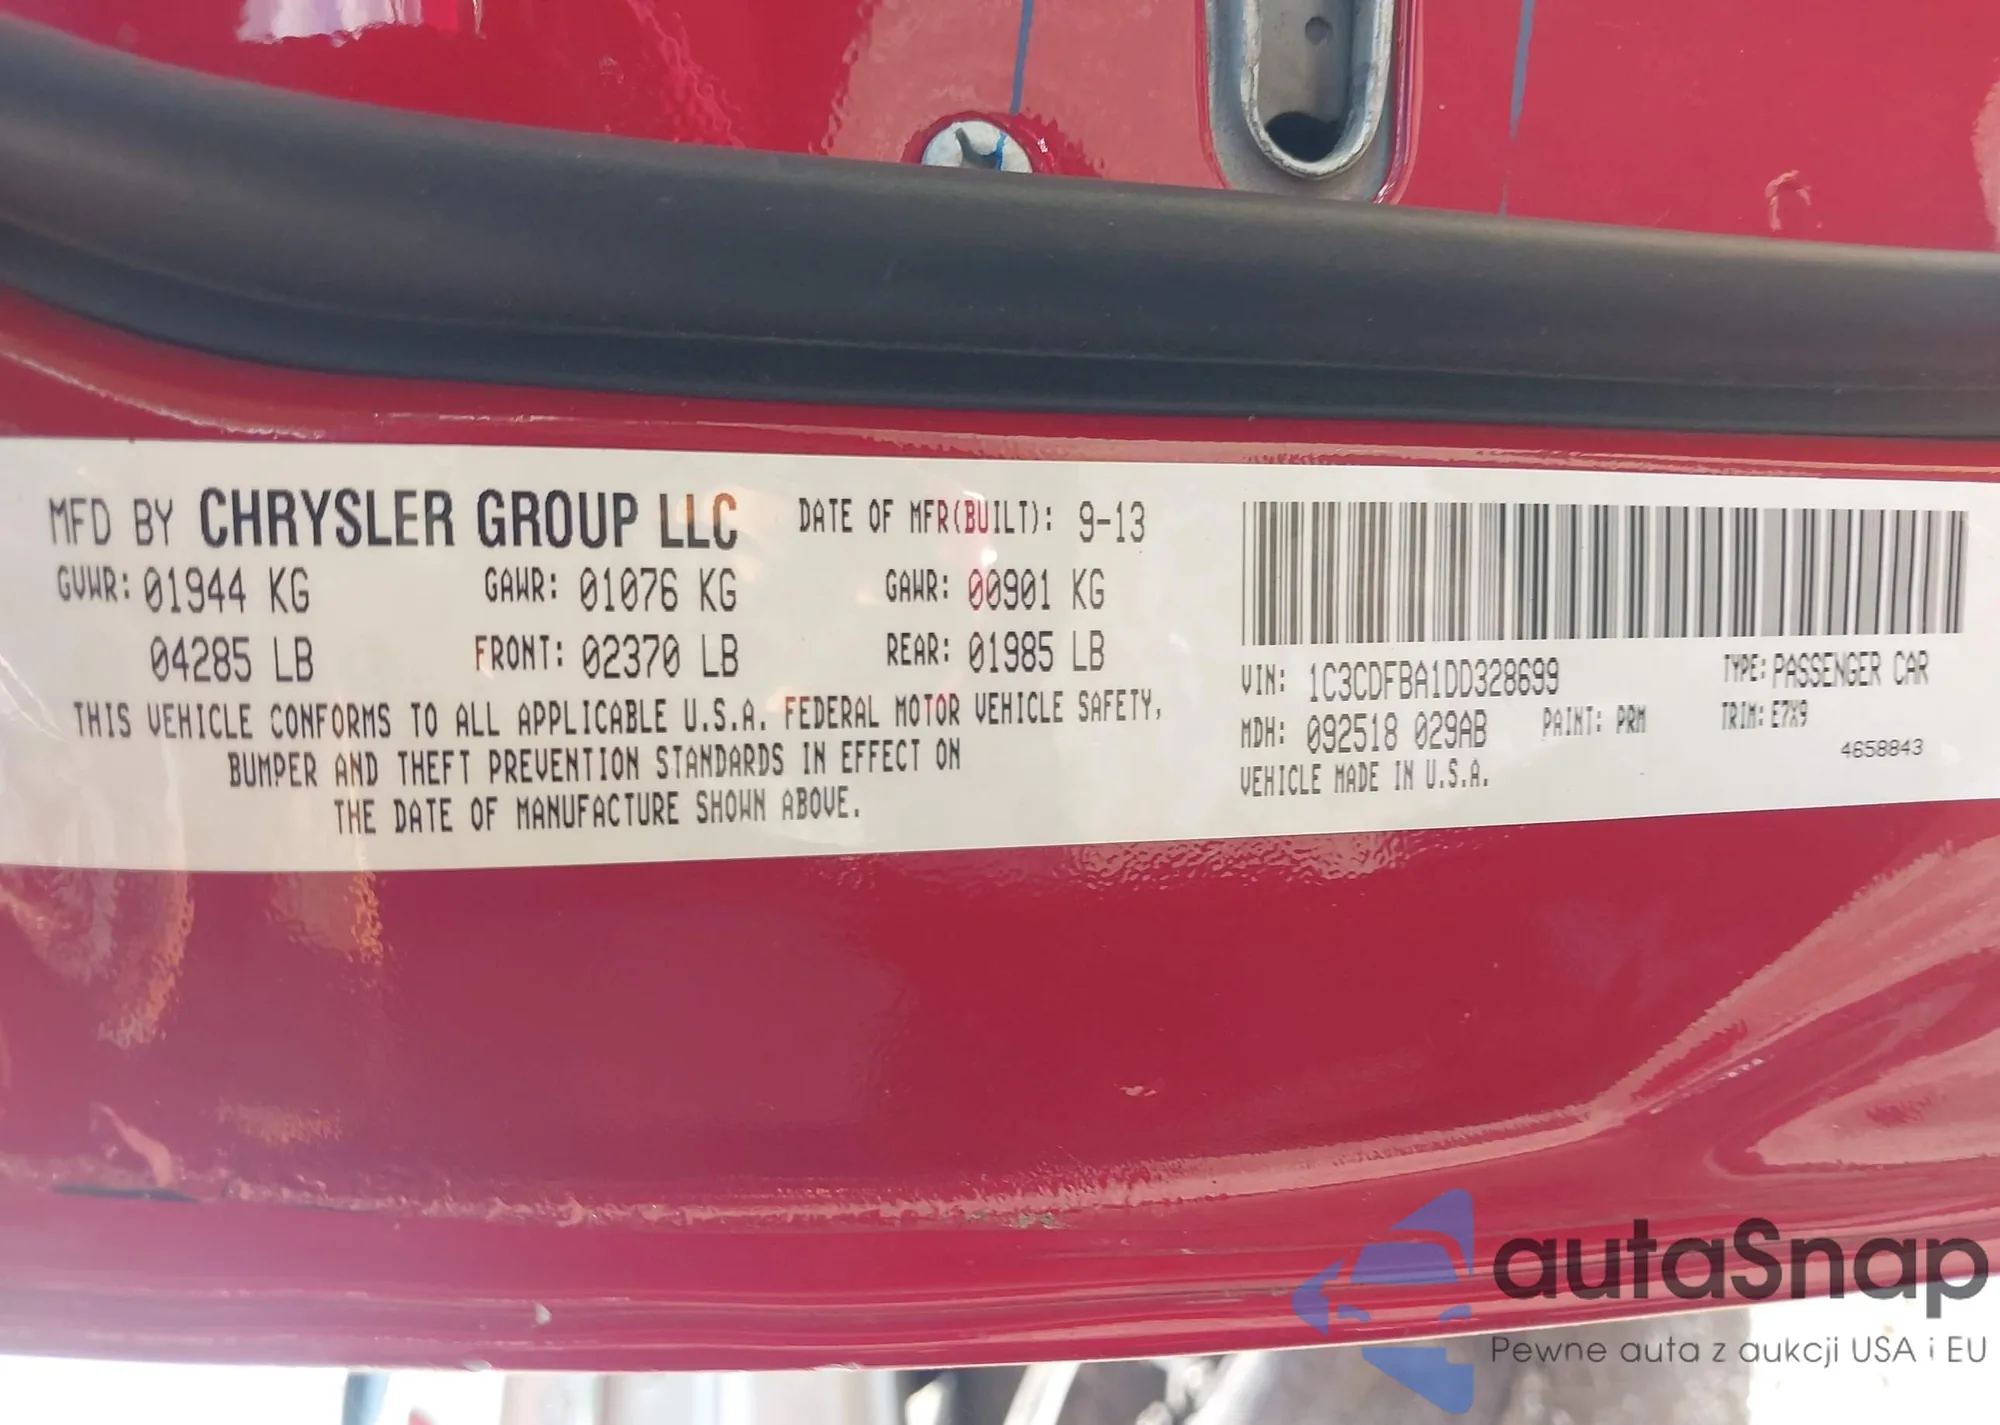 MFD BY CHRYSLER GROUP LLC DATE OF MFR(BUILT): 9-13
GVWR: 01944 KG GAWR: 01076 KG GAWR: 00901 KG
04285 LB FRONT: 02370 LB REAR: 01985 LB
THIS VEHICLE CONFORMS TO ALL APPLICABLE U.S.A. FEDERAL MOTOR VEHICLE SAFETY,
BUMPER AND THEFT PREVENTION STANDARDS IN EFFECT ON
THE DATE OF MANUFACTURE SHOWN ABOVE.
VIN: 1C3CDFBA1DD328699 TYPE: PASSENGER CAR
MDH: 092518 029AB PAINT: PRM TRIM: E7X9
VEHICLE MADE IN U.S.A. 4658843
autaSnap
Pewne auta z aukcji USA i EU